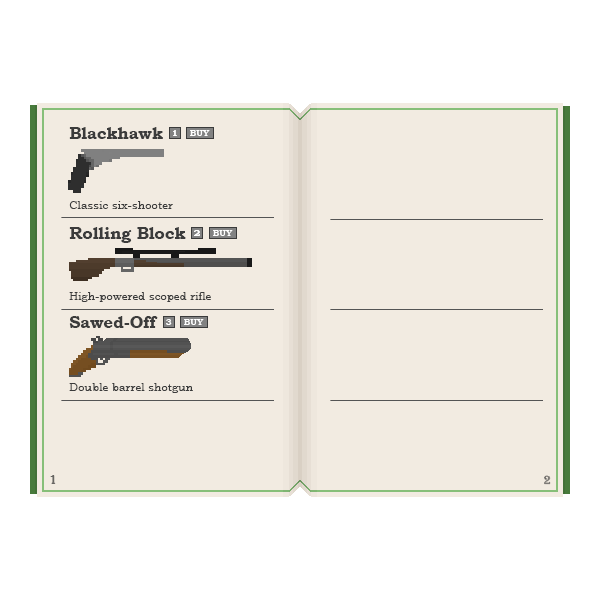 Blackhawk 1 BUY
Classic six-shooter
Rolling Block 2 BUY
High-powered scoped rifle
Sawed-Off 3 BUY
Double barrel shotgun
1
2